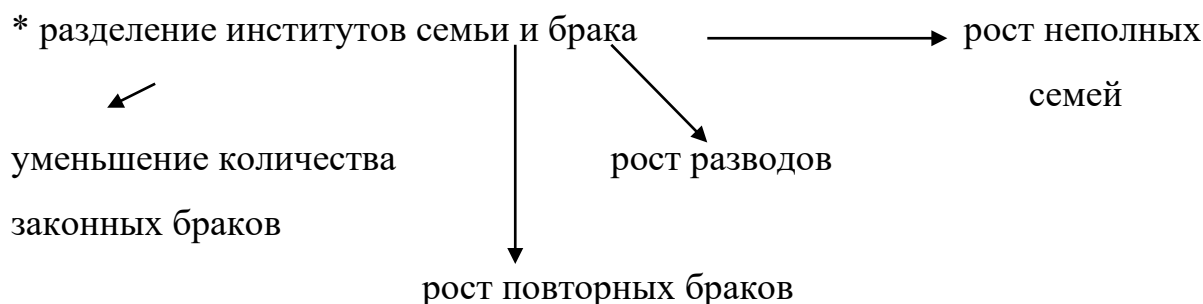 * разделение институтов семьи и брака рост неполных
семей
уменьшение количества рост разводов
законных браков
рост повторных браков